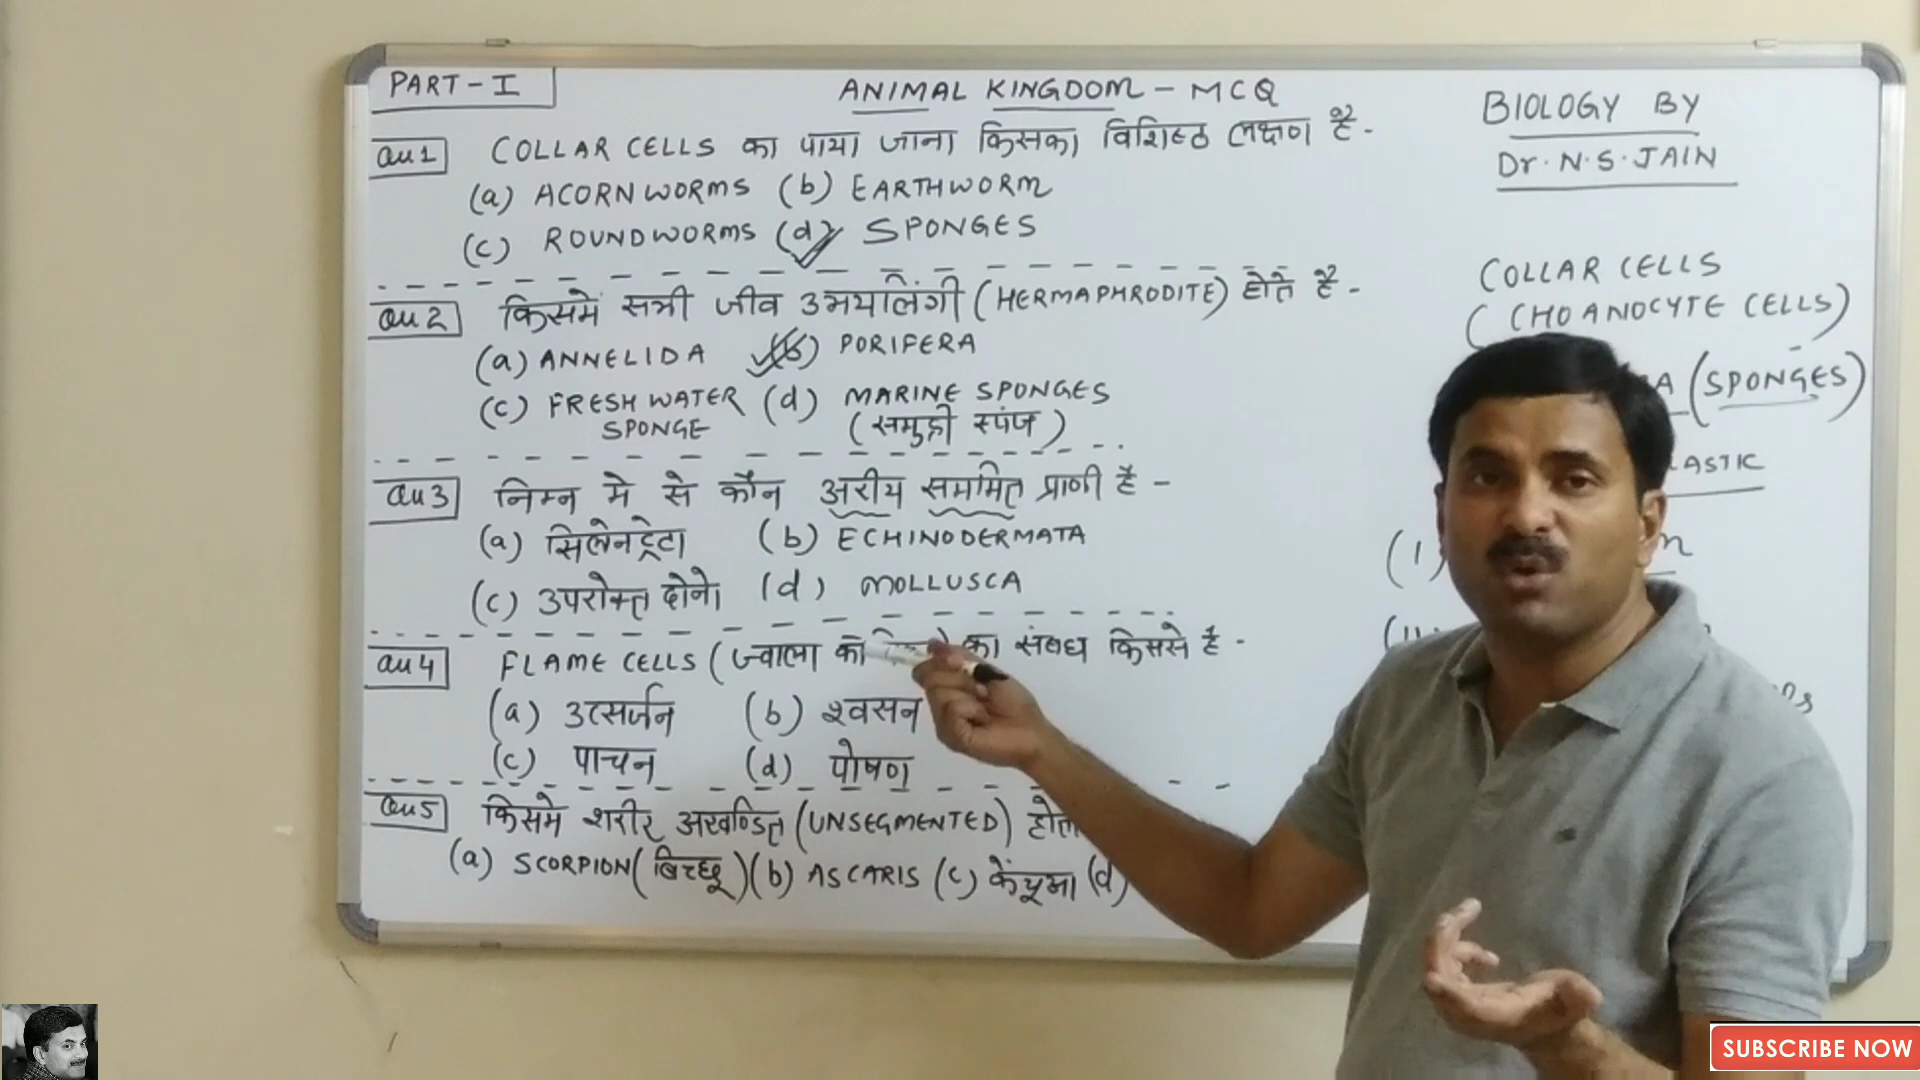 PART-I
ANIMAL KINGDOM - MCQ
Qu 1 COLLAR CELLS का पाया जाना किसका विशिष्ठ लक्षण है -
(a) ACORN WORMS (b) EARTHWORM
(c) ROUNDWORMS (d) SPONGES
Qu 2 किसमें सभी जीव उभयलिंगी (HERMAPHRODITE) होते है -
(a) ANNELIDA (b) PORIFERA
(c) FRESH WATER SPONGE (d) MARINE SPONGES
(समुद्री स्पंज)
Qu 3 निम्न मे से कौन अरीय सममित प्राणी है -
(a) सिलेनट्रेटा (b) ECHINODERMATA
(c) उपरोक्त दोनो (d) MOLLUSCA
Qu 4 FLAME CELLS (ज्वाला को का संबध किससे है -
(a) उत्सर्जन (b) श्वसन
(c) पाचन (d) पोषण
Qu 5 किसमे शरीर अखण्डित (UNSEGMENTED) होता
(a) SCORPION (बिच्छू) (b) ASCARIS (c) केंचूआ (d)
BIOLOGY BY
Dr. N. S. JAIN
COLLAR CELLS
(CHOANOCYTE CELLS)
A (SPONGES)
ASTIC
(I)
(II)
SUBSCRIBE NOW